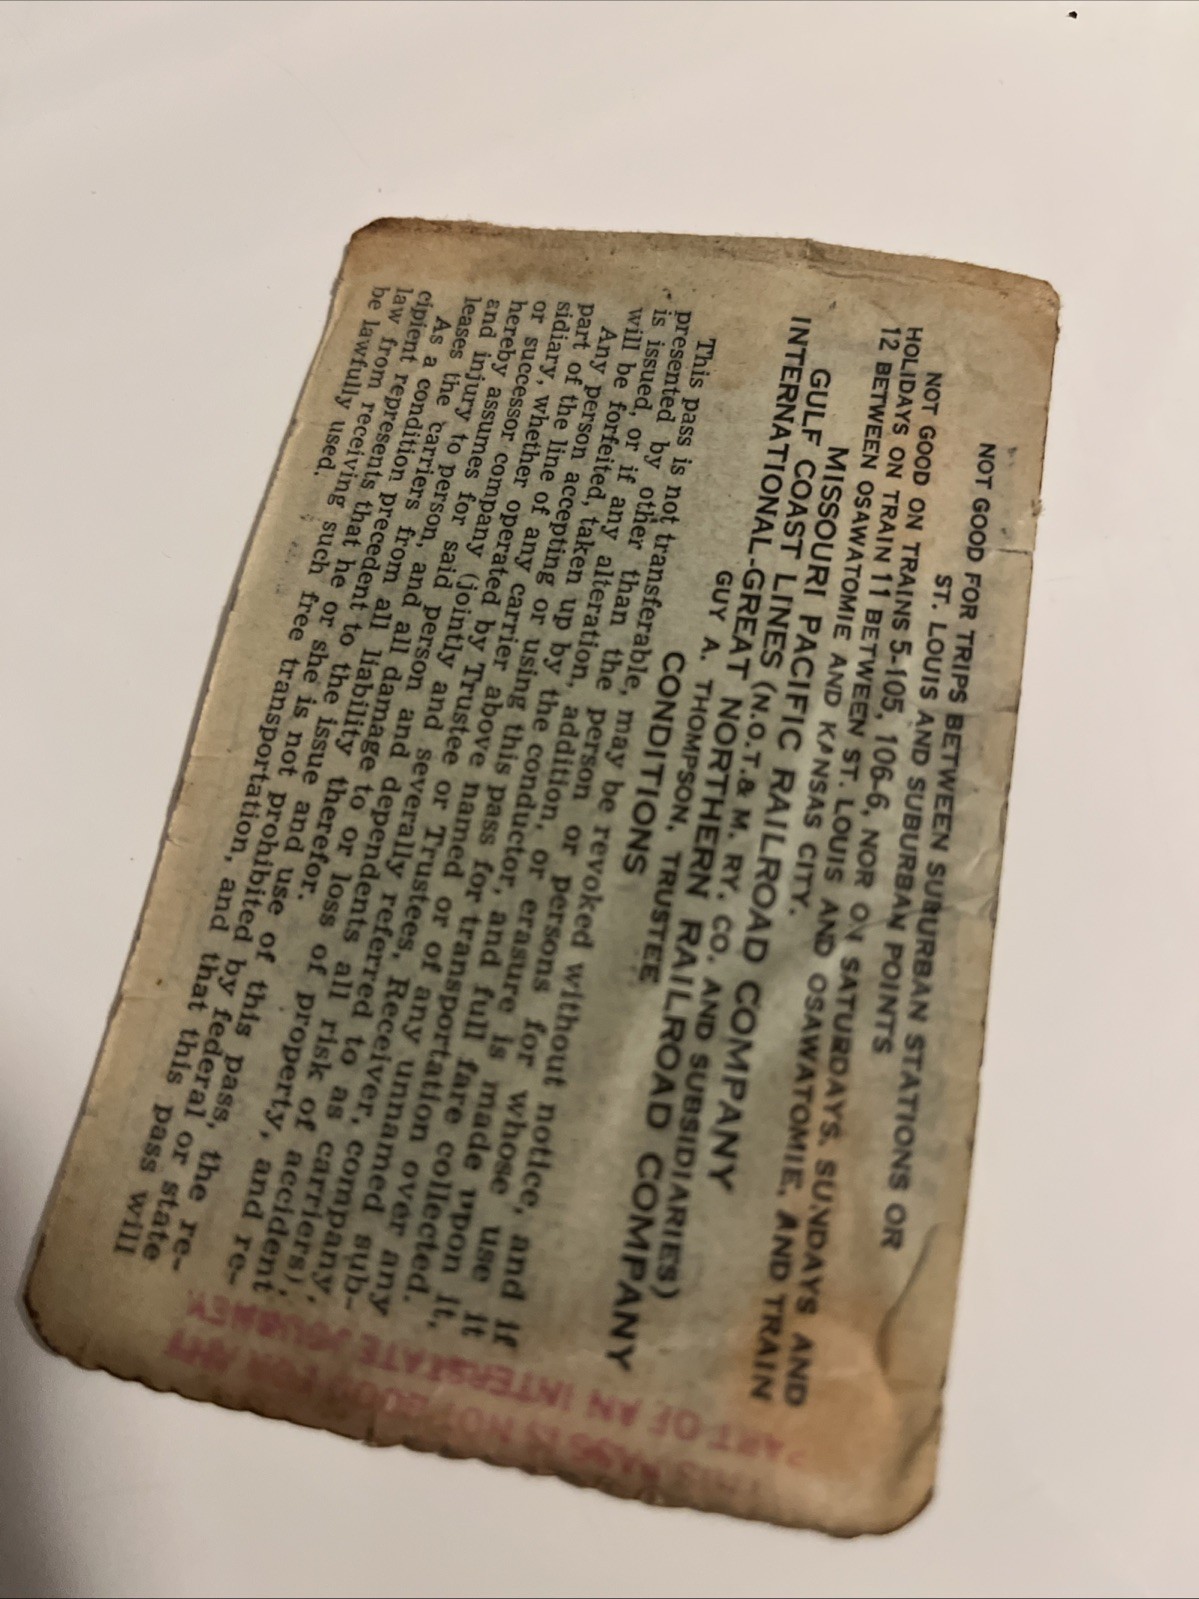 NOT GOOD FOR TRIPS BETWEEN SUBURBAN STATIONS OR
ST. LOUIS AND SUBURBAN POINTS
NOT GOOD ON TRAINS 5-105, 106-6, NOR ON SATURDAYS, SUNDAYS AND
HOLIDAYS ON TRAIN 11 BETWEEN ST. LOUIS AND OSAWATOMIE, AND TRAIN
12 BETWEEN OSAWATOMIE AND KANSAS CITY.
MISSOURI PACIFIC RAILROAD COMPANY
GULF COAST LINES (N.O.T.& M. RY. CO. AND SUBSIDIARIES)
INTERNATIONAL-GREAT NORTHERN RAILROAD COMPANY
GUY A. THOMPSON, TRUSTEE
CONDITIONS
This pass is not transferable, may be revoked without notice, and if
presented by other than the person or persons for whose use it
is issued, or if any alteration, addition, or erasure is made upon it,
will be forfeited, taken up by the conductor, and full fare collected.
Any person accepting or using this pass for transportation over any
part of the line of any carrier above named or of any unnamed sub-
sidiary, whether operated by Trustee or Trustees, Receiver, company,
or successor company (jointly and severally referred to as carriers),
hereby assumes for said person and dependents all risk of accident
and injury to person, and all damage to or loss of property, and re-
leases the carriers from all liability therefor.
As a condition precedent to the issue and use of this pass, the re-
cipient represents that he or she is not prohibited by federal or state
law from receiving such free transportation, and that this pass will
be lawfully used.
THIS PASS IS NOT GOOD FOR ANY
PART OF AN INTERSTATE JOURNEY